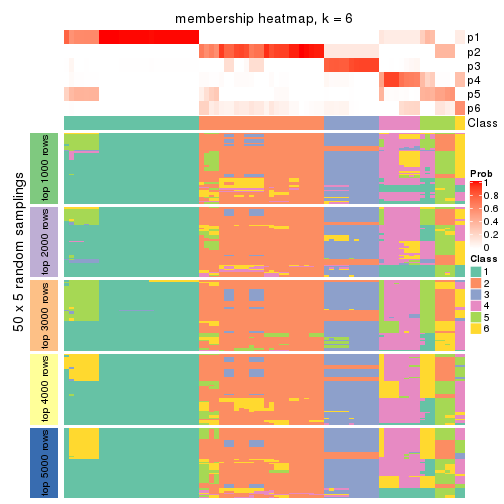 membership heatmap, k = 6
p1
p2
p3
p4
p5
p6
Class
50 x 5 random samplings
top 1000 rows
top 2000 rows
top 3000 rows
top 4000 rows
top 5000 rows
Prob
1
0.8
0.6
0.4
0.2
0
Class
1
2
3
4
5
6